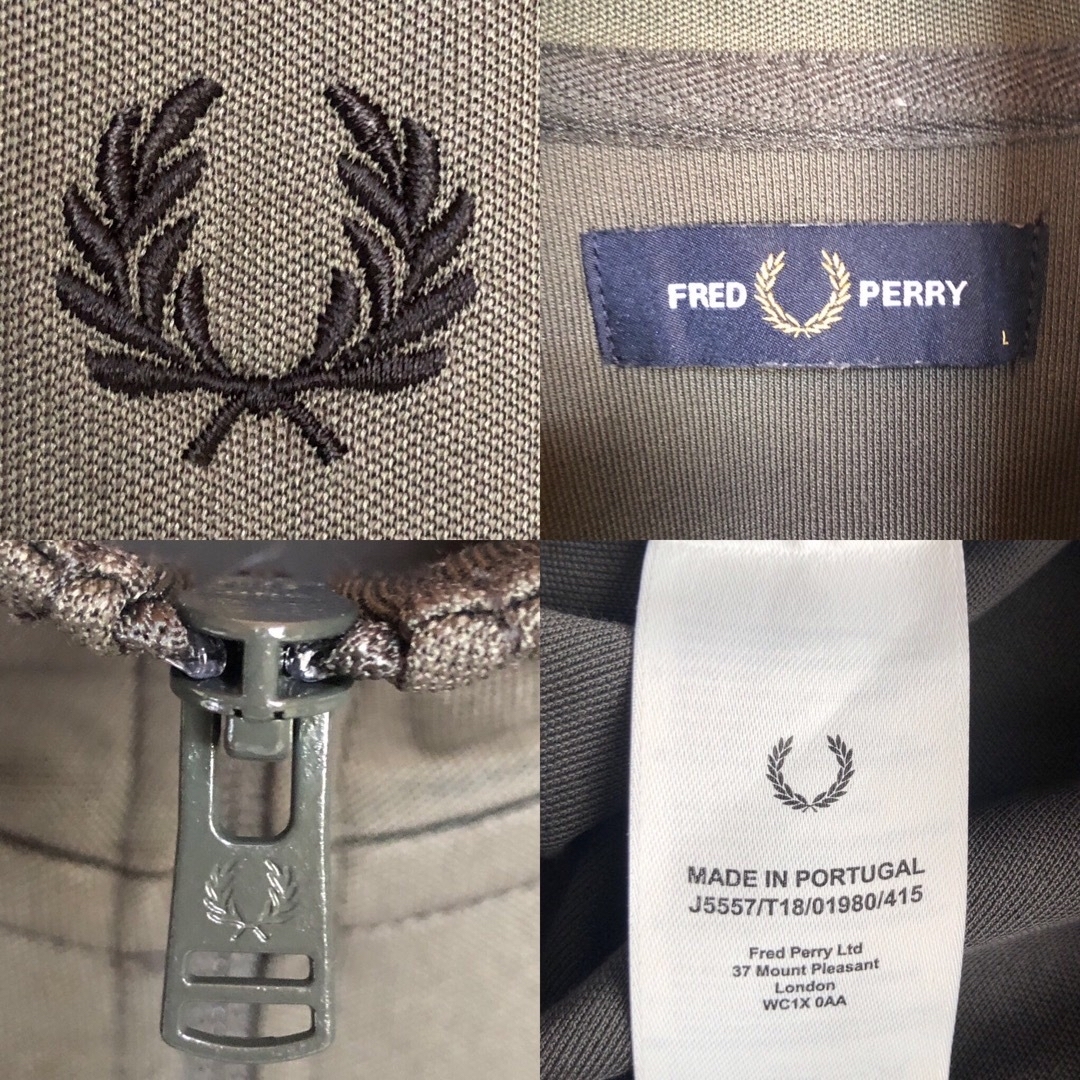 FRED PERRY
L
MADE IN PORTUGAL
J5557/T18/01980/415
Fred Perry Ltd
37 Mount Pleasant
London
WC1X 0AA